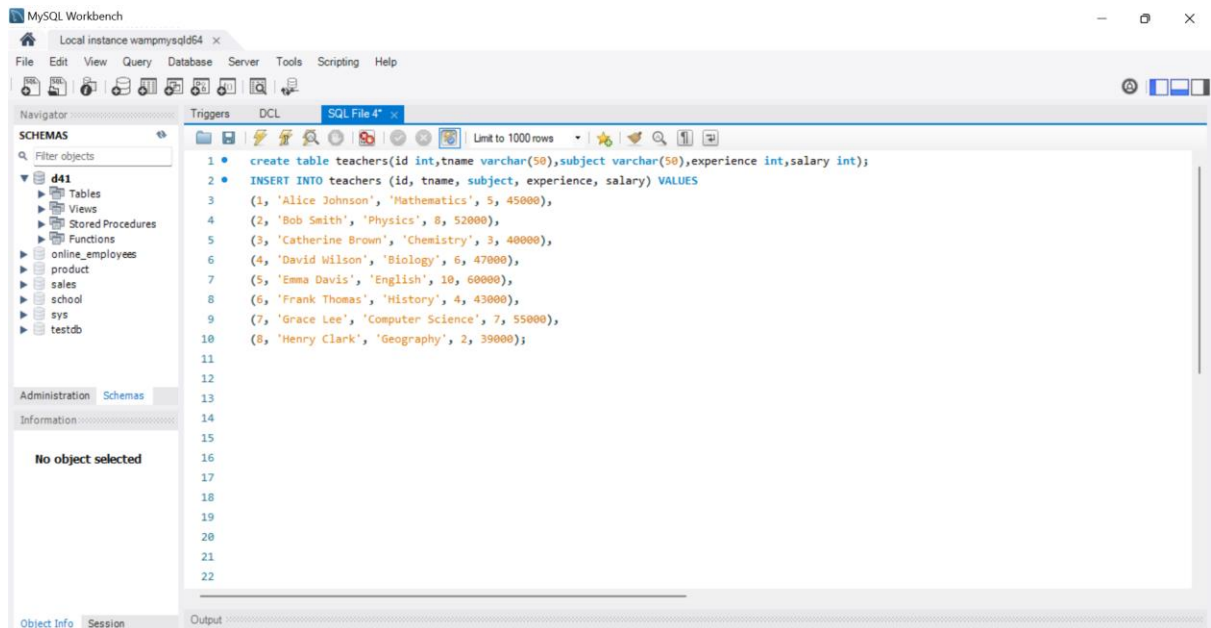 MySQL Workbench
Local instance wampmysqld64 ×
File Edit View Query Database Server Tools Scripting Help
Navigator
SCHEMAS
Filter objects
d41
Tables
Views
Stored Procedures
Functions
online_employees
product
sales
school
sys
testdb
Administration Schemas
Information
No object selected
Object Info Session
Triggers DCL SQL File 4* ×
Limit to 1000 rows
1 create table teachers(id int,tname varchar(50),subject varchar(50),experience int,salary int);
2 INSERT INTO teachers (id, tname, subject, experience, salary) VALUES
3 (1, 'Alice Johnson', 'Mathematics', 5, 45000),
4 (2, 'Bob Smith', 'Physics', 8, 52000),
5 (3, 'Catherine Brown', 'Chemistry', 3, 40000),
6 (4, 'David Wilson', 'Biology', 6, 47000),
7 (5, 'Emma Davis', 'English', 10, 60000),
8 (6, 'Frank Thomas', 'History', 4, 43000),
9 (7, 'Grace Lee', 'Computer Science', 7, 55000),
10 (8, 'Henry Clark', 'Geography', 2, 39000);
11
12
13
14
15
16
17
18
19
20
21
22
Output